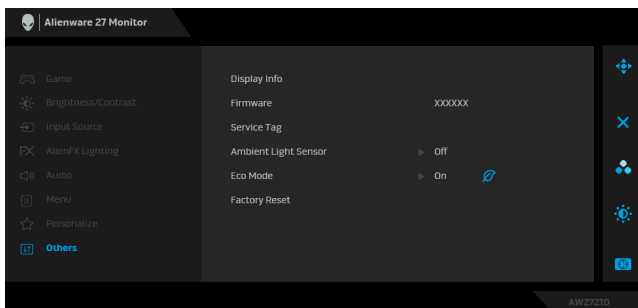 Alienware 27 Monitor
Game
Brightness/Contrast
Input Source
FX AlienFX Lighting
Audio
Menu
Personalize
Others
Display Info
Firmware XXXXXX
Service Tag
Ambient Light Sensor Off
Eco Mode On
Factory Reset
AW2721D